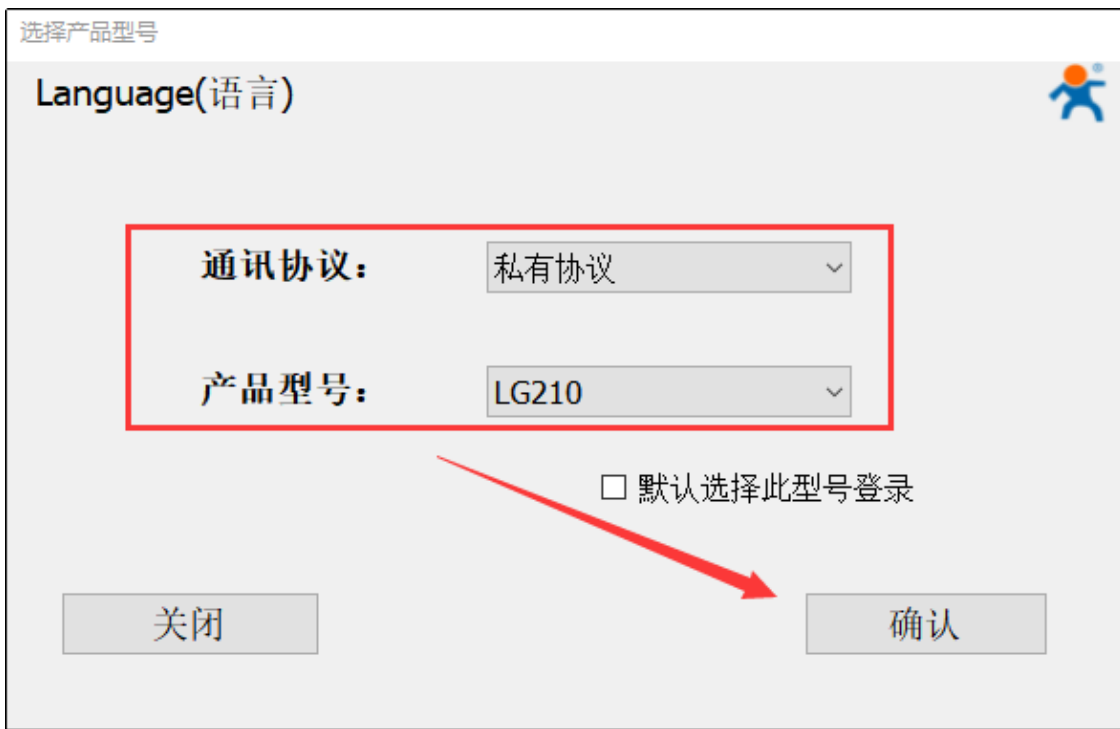 选择产品型号
Language(语言)
通讯协议：
私有协议
产品型号：
LG210
默认选择此型号登录
关闭
确认